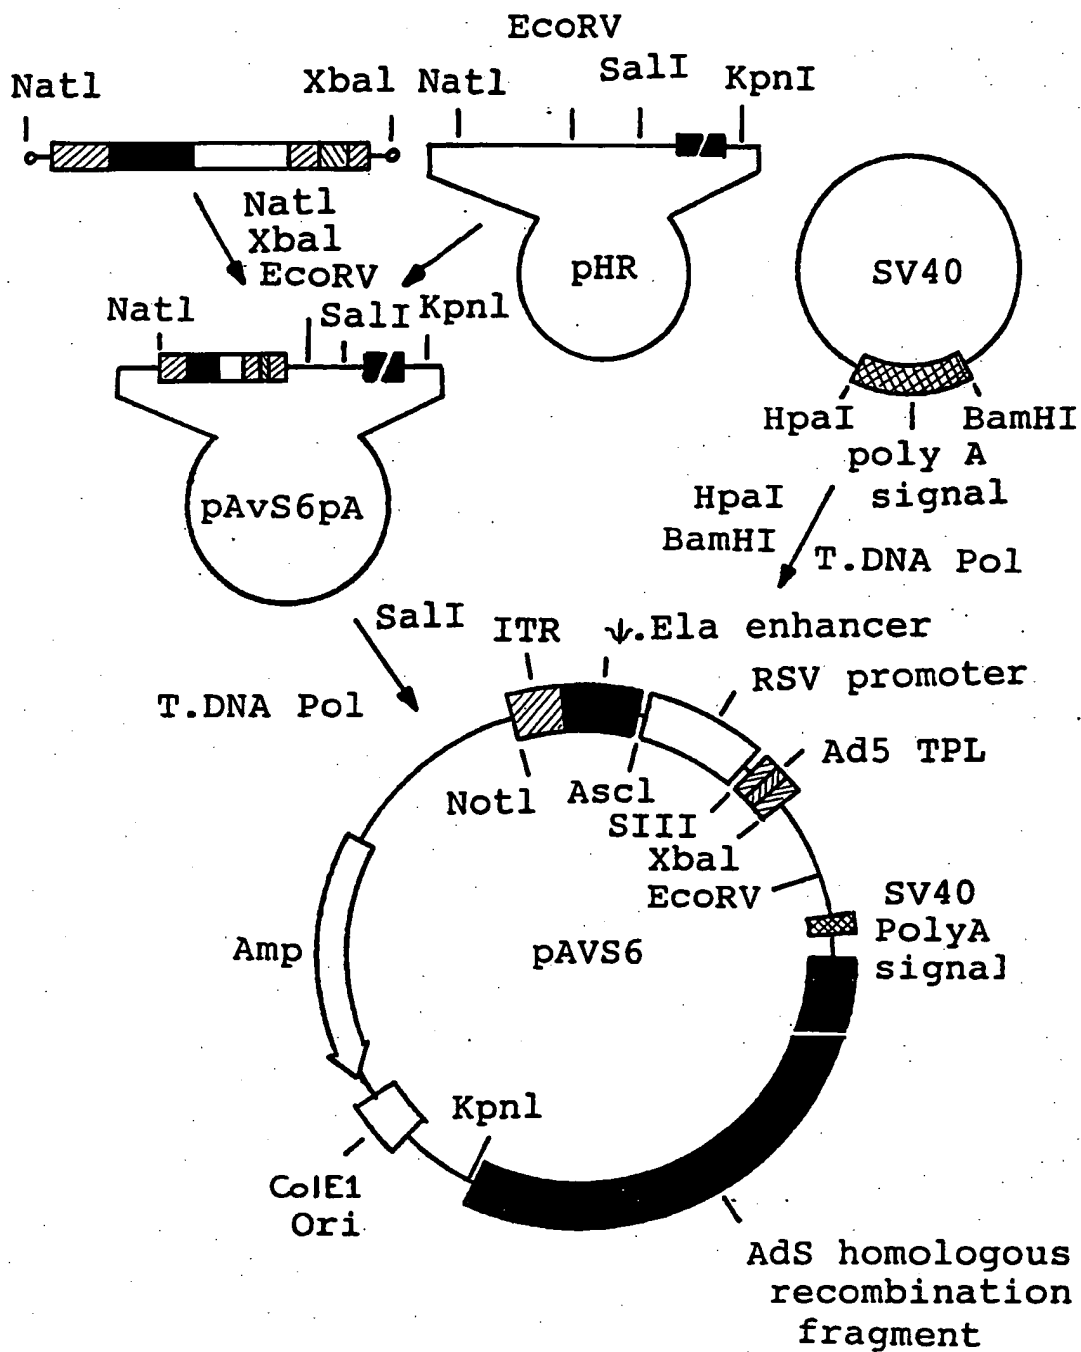 EcoRV
Natl
Xbal
Natl
SalI
KpnI
pHR
SV40
Natl
Xbal
EcoRV
Natl
SalI
Kpnl
pAvS6pA
HpaI
BamHI
poly A
signal
HpaI
BamHI
T.DNA Pol
SalI
T.DNA Pol
ITR
ψ.Ela enhancer
RSV promoter
Ad5 TPL
Notl
Ascl
SIII
Xbal
EcoRV
SV40
PolyA
signal
Amp
pAVS6
Kpnl
ColE1
Ori
AdS homologous
recombination
fragment